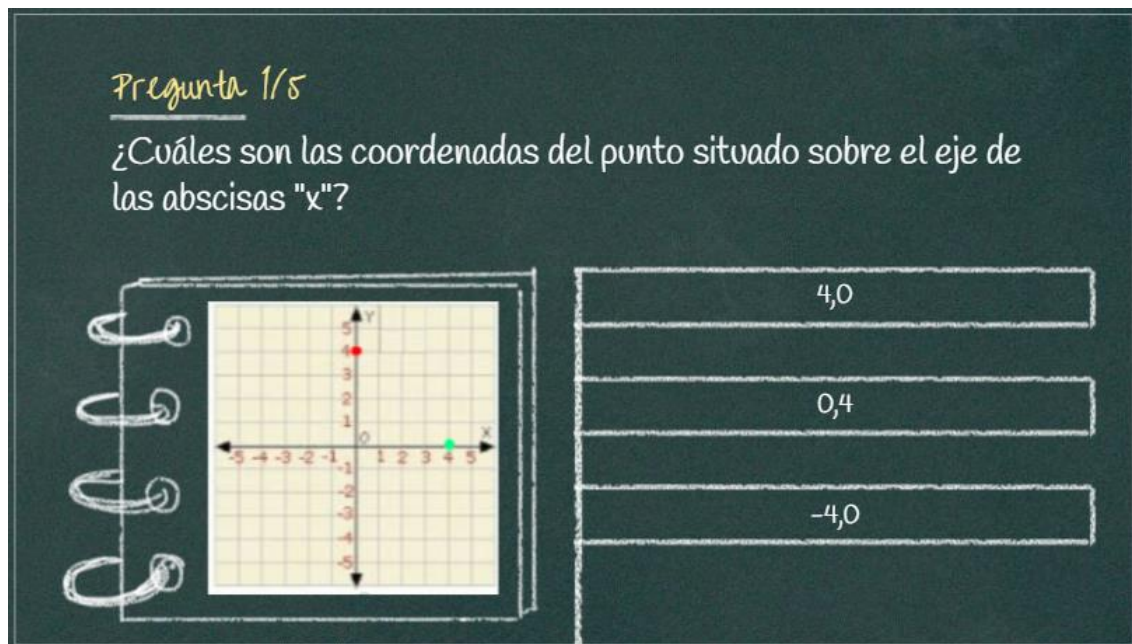 Pregunta 1/5
¿Cuáles son las coordenadas del punto situado sobre el eje de
las abscisas "x"?
4,0
0,4
-4,0
Y
5
4
3
2
1
0
X
-5 -4 -3 -2 -1 1 2 3 4 5
-1
-2
-3
-4
-5